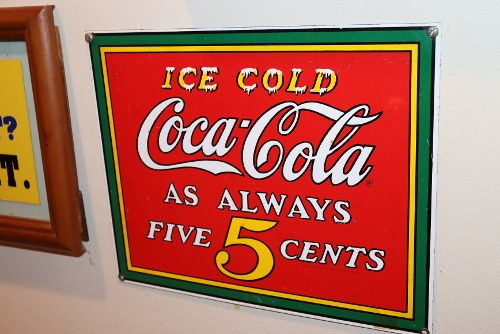 ICE COLD
Coca-Cola
AS ALWAYS
FIVE 5 CENTS
?
T.